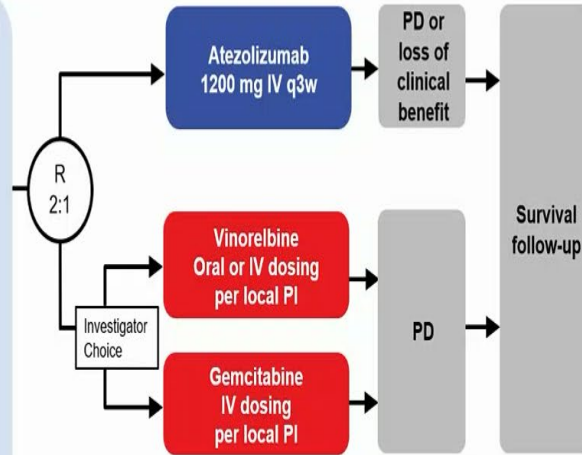 R
2:1
Atezolizumab
1200 mg IV q3w
PD or
loss of
clinical
benefit
Investigator
Choice
Vinorelbine
Oral or IV dosing
per local PI
Gemcitabine
IV dosing
per local PI
PD
Survival
follow-up